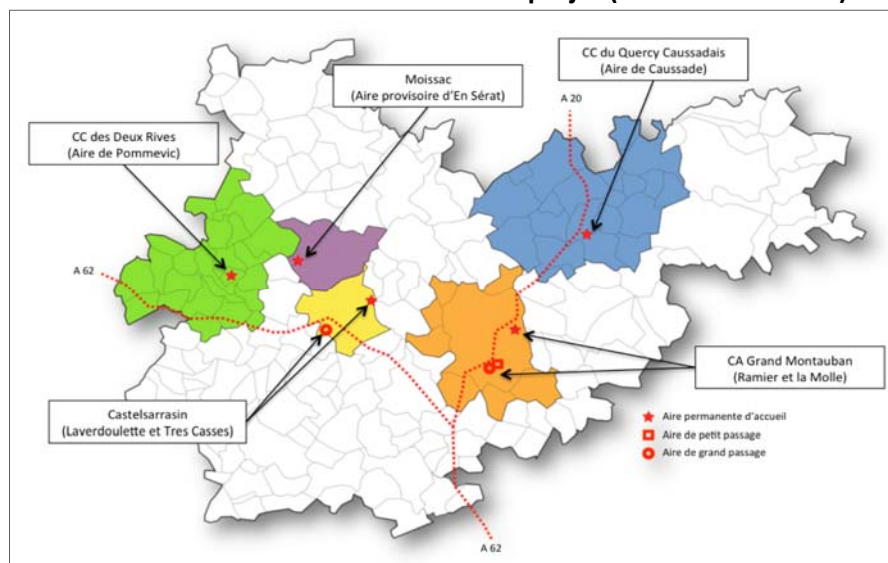 CC du Quercy Caussadais
(Aire de Caussade)
Moissac
(Aire provisoire d'En Sérat)
A 20
CC des Deux Rives
(Aire de Pommevic)
A 62
CA Grand Montauban
(Ramier et la Molle)
Castelsarrasin
(Laverdoulette et Tres Casses)
Aire permanente d'accueil
Aire de petit passage
Aire de grand passage
A 62